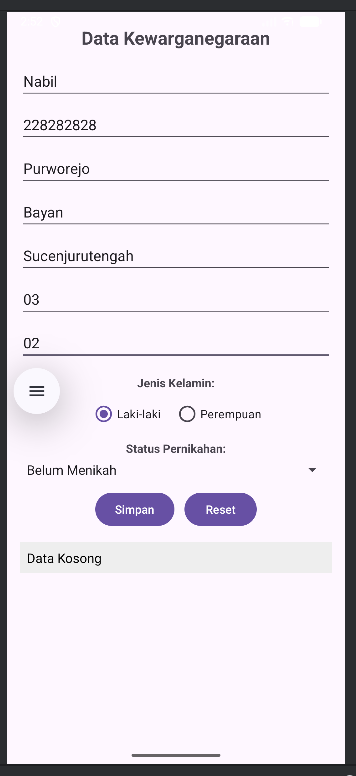 Data Kewarganegaraan
Nabil
228282828
Purworejo
Bayan
Sucenjurutengah
03
02
Jenis Kelamin:
Laki-laki Perempuan
Status Pernikahan:
Belum Menikah
Simpan Reset
Data Kosong